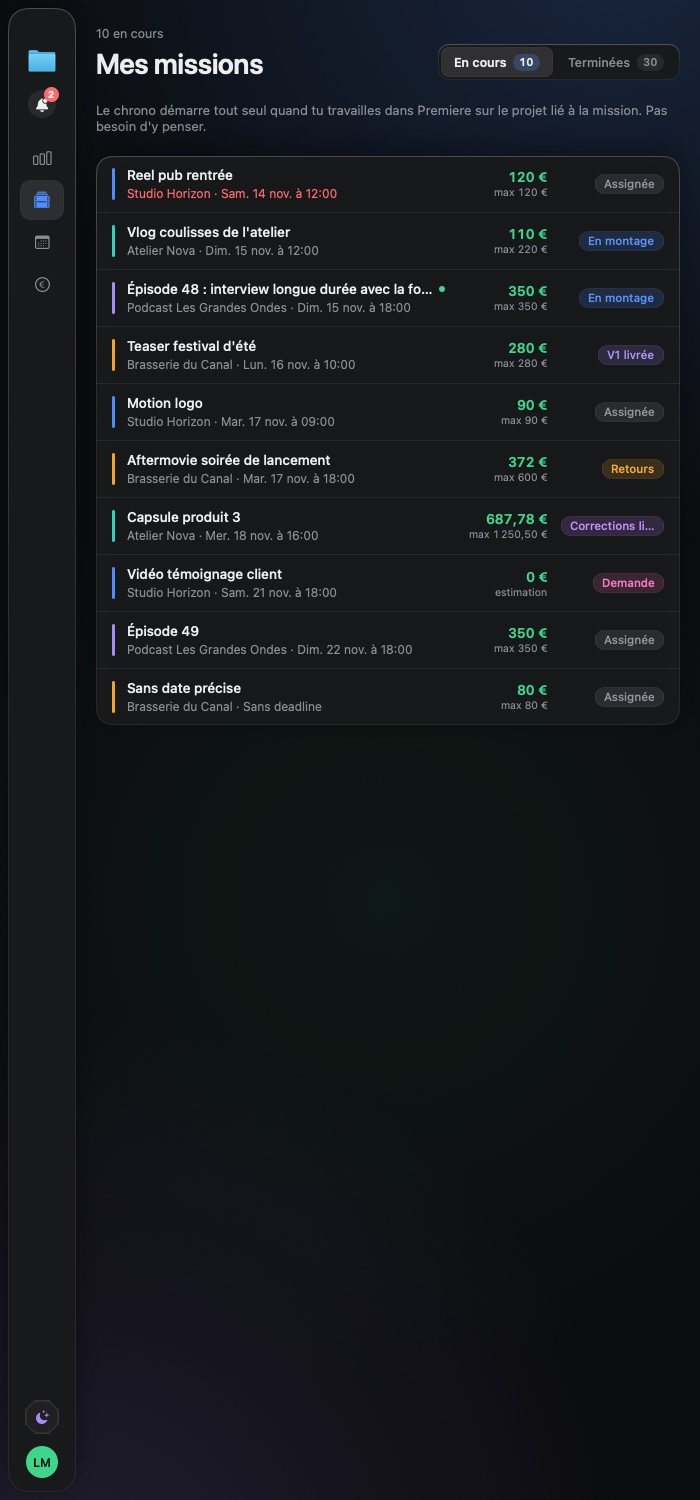 10 en cours
Mes missions
En cours 10
Terminées 30
2
Le chrono démarre tout seul quand tu travailles dans Premiere sur le projet lié à la mission. Pas
besoin d'y penser.
Reel pub rentrée
Studio Horizon · Sam. 14 nov. à 12:00
120 €
max 120 €
Assignée
Vlog coulisses de l'atelier
Atelier Nova · Dim. 15 nov. à 12:00
110 €
max 220 €
En montage
Épisode 48 : interview longue durée avec la fo...
Podcast Les Grandes Ondes · Dim. 15 nov. à 18:00
350 €
max 350 €
En montage
Teaser festival d'été
Brasserie du Canal · Lun. 16 nov. à 10:00
280 €
max 280 €
V1 livrée
Motion logo
Studio Horizon · Mar. 17 nov. à 09:00
90 €
max 90 €
Assignée
Aftermovie soirée de lancement
Brasserie du Canal · Mar. 17 nov. à 18:00
372 €
max 600 €
Retours
Capsule produit 3
Atelier Nova · Mer. 18 nov. à 16:00
687,78 €
max 1 250,50 €
Corrections li...
Vidéo témoignage client
Studio Horizon · Sam. 21 nov. à 18:00
0 €
estimation
Demande
Épisode 49
Podcast Les Grandes Ondes · Dim. 22 nov. à 18:00
350 €
max 350 €
Assignée
Sans date précise
Brasserie du Canal · Sans deadline
80 €
max 80 €
Assignée
LM